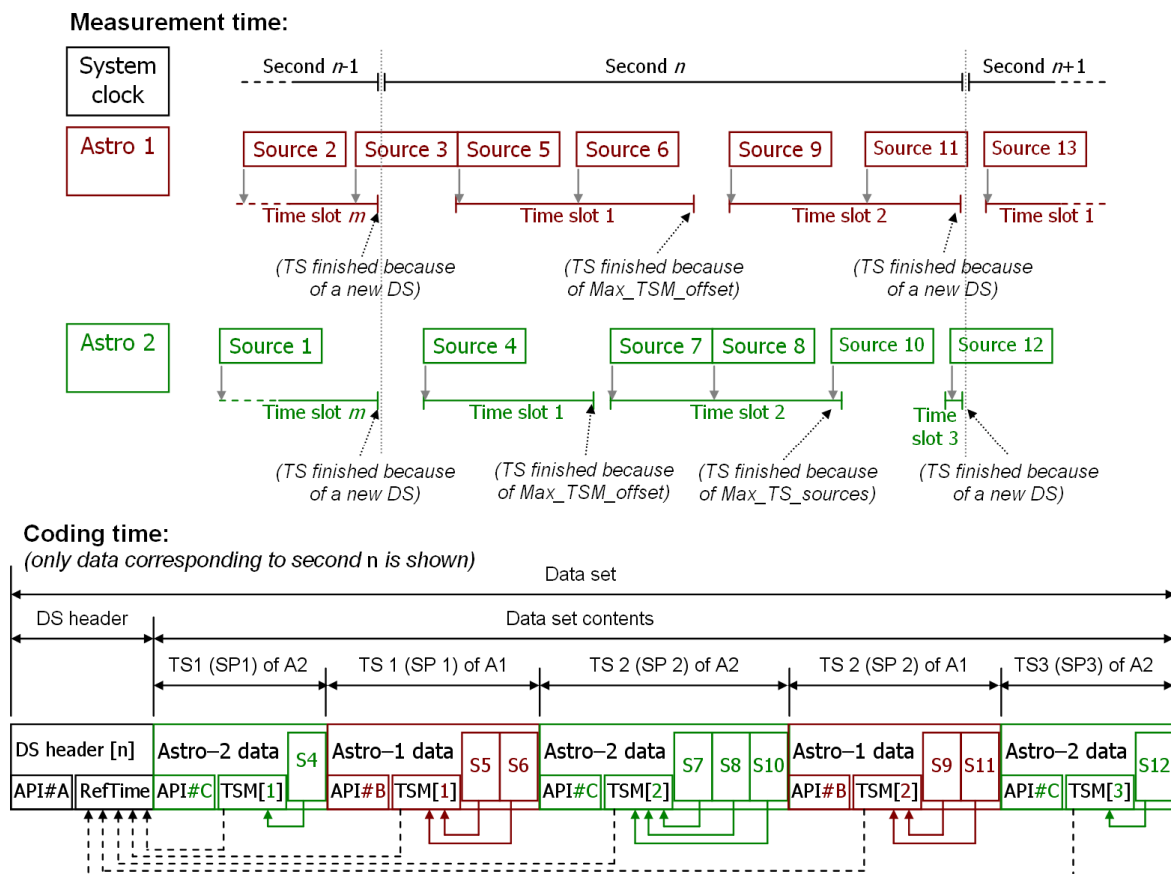 Measurement time:
System
clock
Second n-1
Second n
Second n+1
Astro 1
Source 2
Source 3
Source 5
Source 6
Source 9
Source 11
Source 13
Time slot m
Time slot 1
Time slot 2
Time slot 1
(TS finished because
of a new DS)
(TS finished because
of Max_TSM_offset)
(TS finished because
of a new DS)
Astro 2
Source 1
Source 4
Source 7
Source 8
Source 10
Source 12
Time slot m
Time slot 1
Time slot 2
Time
slot 3
(TS finished because
of a new DS)
(TS finished because
of Max_TSM_offset)
(TS finished because
of Max_TS_sources)
(TS finished because
of a new DS)
Coding time:
(only data corresponding to second n is shown)
Data set
DS header
Data set contents
TS1 (SP1) of A2
TS 1 (SP 1) of A1
TS 2 (SP 2) of A2
TS 2 (SP 2) of A1
TS3 (SP3) of A2
DS header [n]
API#A
RefTime
Astro–2 data
API#C
TSM[1]
S4
Astro–1 data
API#B
TSM[1]
S5
S6
Astro–2 data
API#C
TSM[2]
S7
S8
S10
Astro–1 data
API#B
TSM[2]
S9
S11
Astro–2 data
API#C
TSM[3]
S12